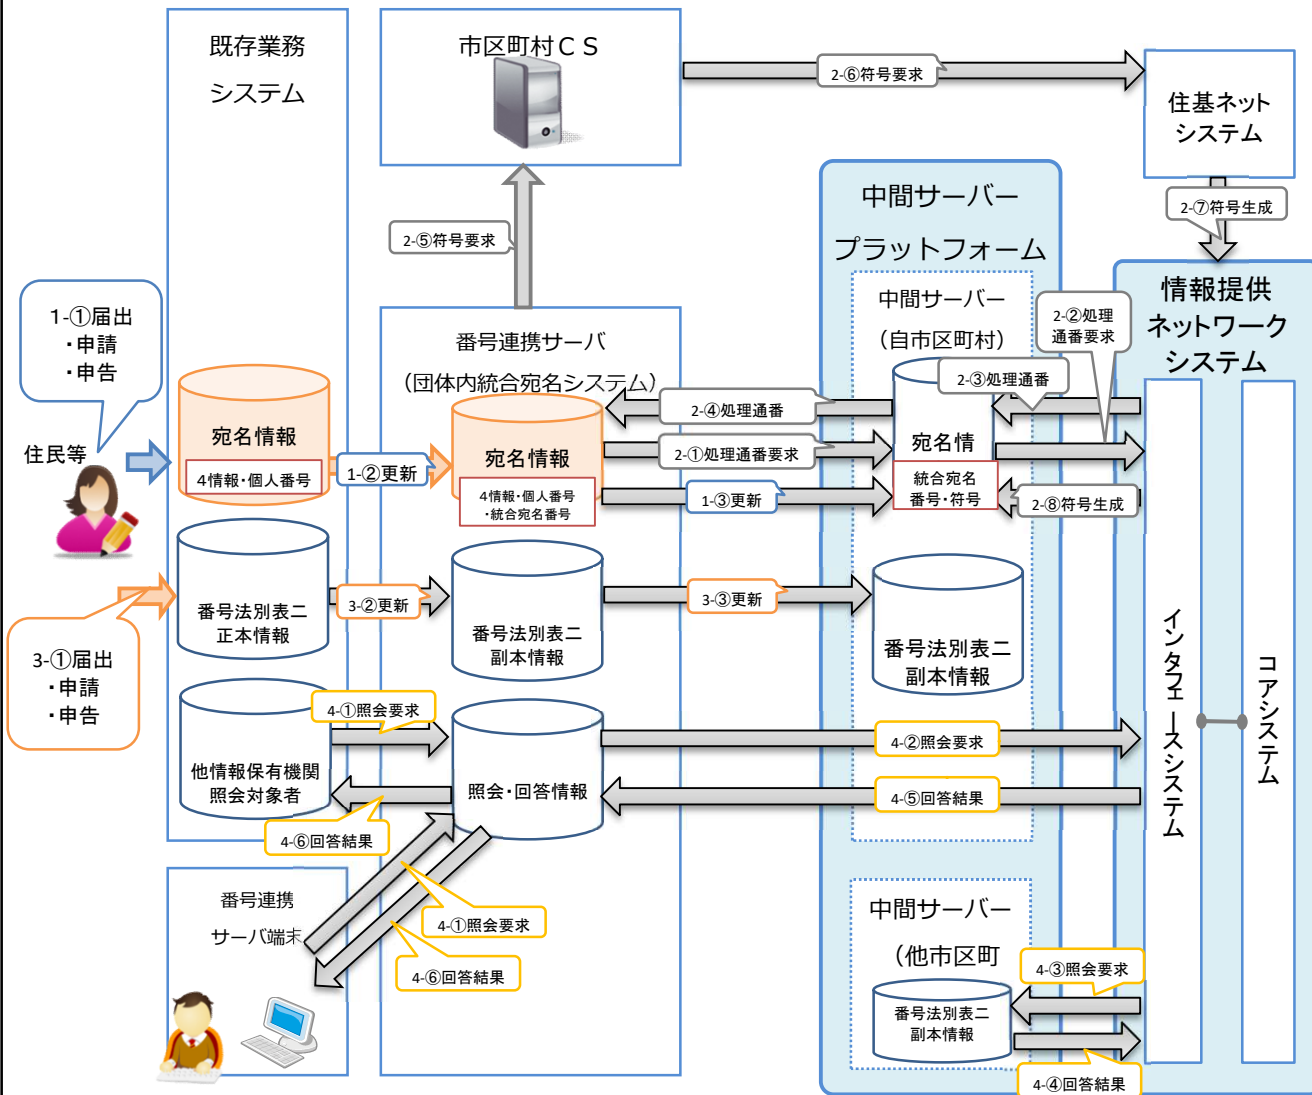 既存業務
システム
市区町村ＣＳ
2-⑥符号要求
住基ネット
システム
2-⑦符号生成
2-⑤符号要求
中間サーバー
プラットフォーム
中間サーバー
（自市区町村）
情報提供
ネットワーク
システム
2-②処理
通番要求
2-③処理通番
1-①届出
・申請
・申告
住民等
番号連携サーバ
（団体内統合宛名システム）
宛名情報
4情報・個人番号
1-②更新
宛名情報
4情報・個人番号
・統合宛名番号
2-④処理通番
2-①処理通番要求
1-③更新
宛名情
統合宛名
番号・符号
2-⑧符号生成
3-①届出
・申請
・申告
番号法別表二
正本情報
3-②更新
番号法別表二
副本情報
3-③更新
番号法別表二
副本情報
インタフェースシステム
コアシステム
他情報保有機関
照会対象者
4-①照会要求
4-⑥回答結果
照会・回答情報
4-②照会要求
4-⑤回答結果
番号連携
サーバ端末
4-①照会要求
4-⑥回答結果
中間サーバー
（他市区町
番号法別表二
副本情報
4-③照会要求
4-④回答結果